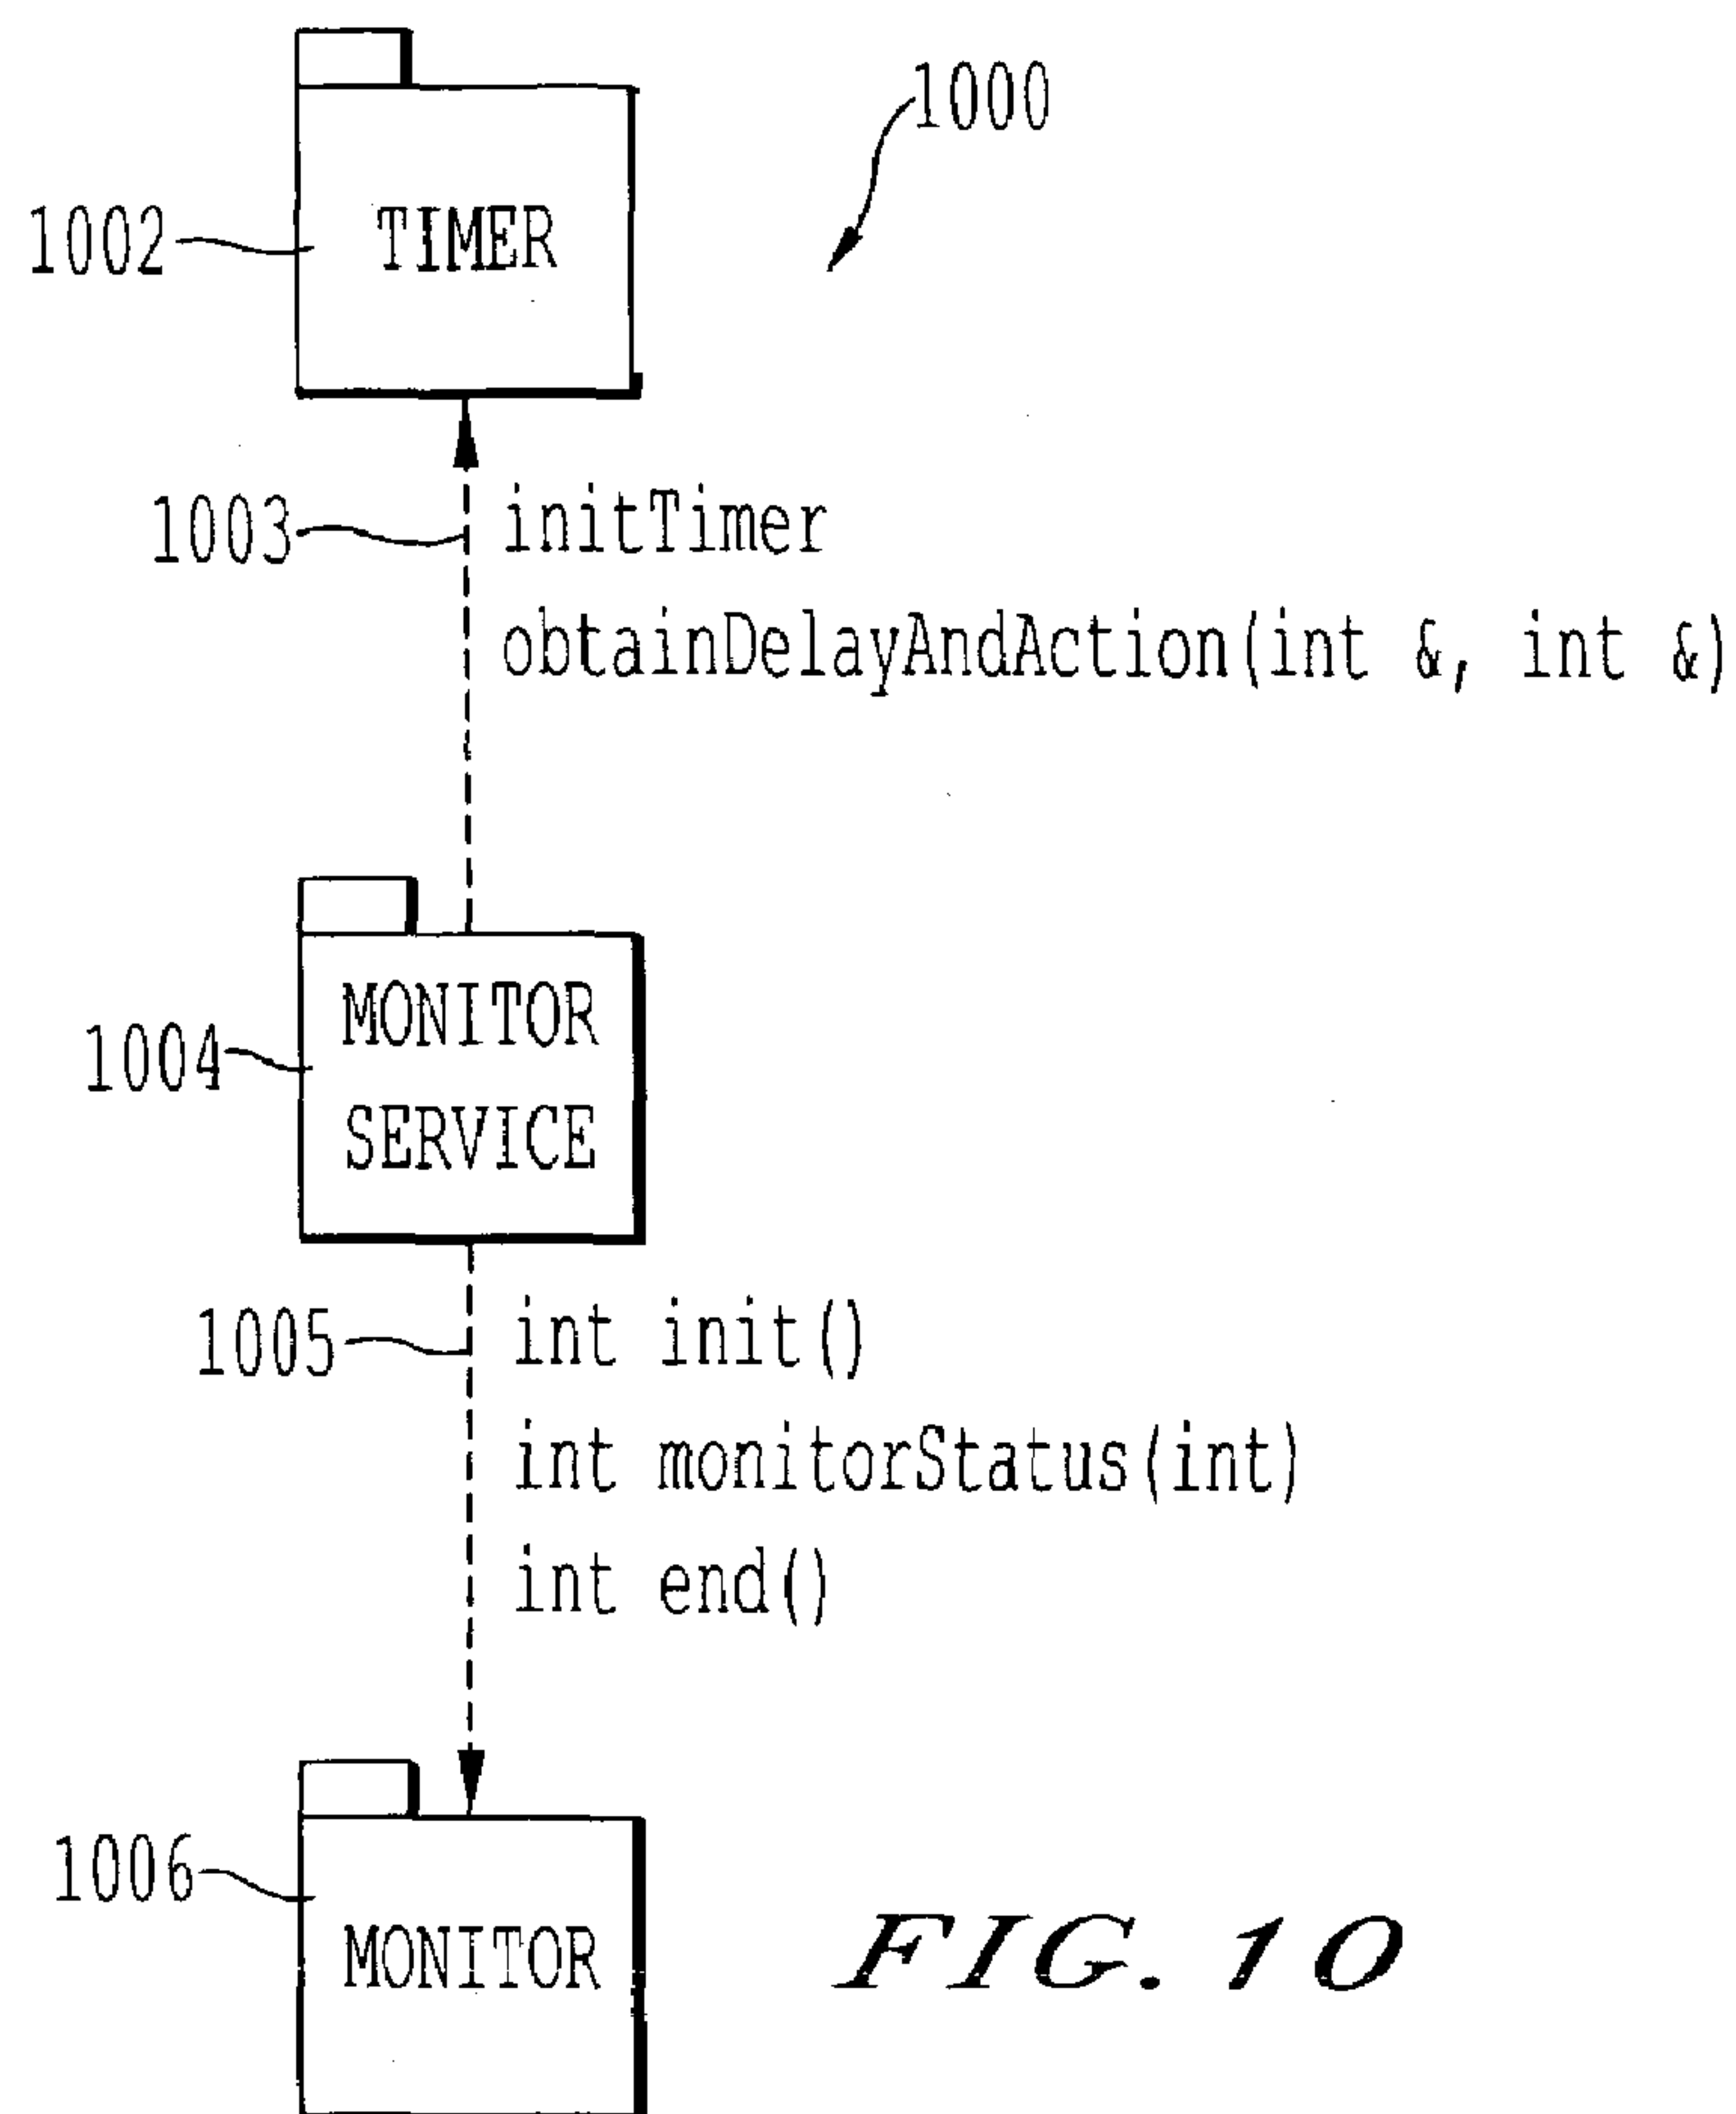 1000
1002
TIMER
1003
initTimer
obtainDelayAndAction(int &, int &)
MONITOR
1004
SERVICE
1005
int init()
int monitorStatus(int)
int end()
1006
MONITOR
FIG. 10